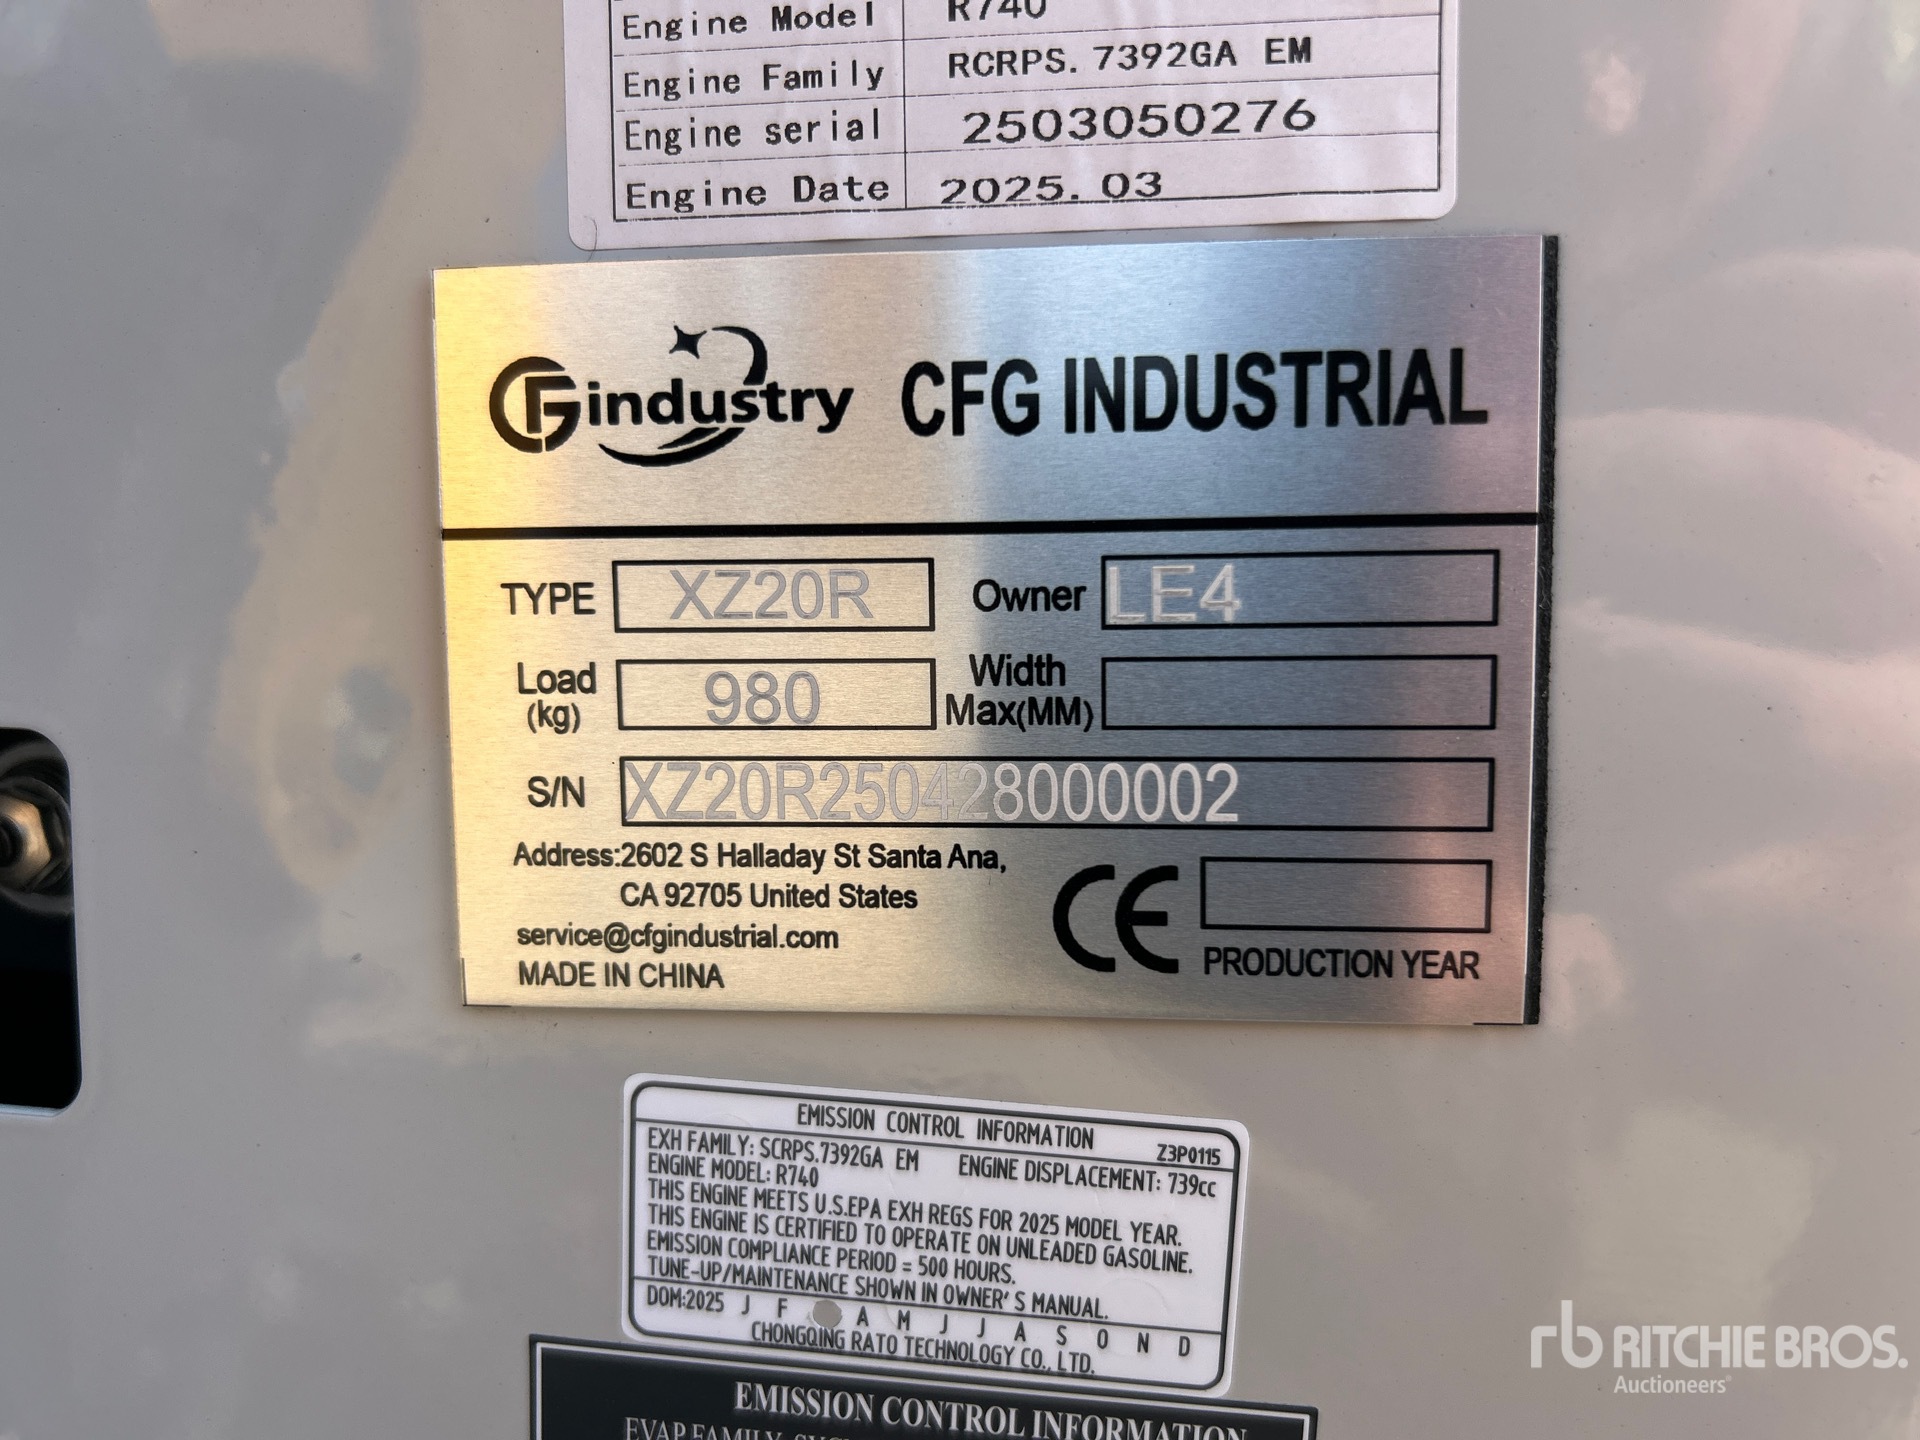 Engine Model R740
Engine Family RCRPS. 7392GA EM
Engine serial 2503050276
Engine Date 2025. 03
CFGindustry CFG INDUSTRIAL
TYPE XZ20R Owner LE4
Load (kg) 980 Width Max(MM)
S/N XZ20R250428000002
Address:2602 S Halladay St Santa Ana,
CA 92705 United States
service@cfgindustrial.com
MADE IN CHINA
CE PRODUCTION YEAR
EMISSION CONTROL INFORMATION Z3P0115
EXH FAMILY: SCRPS.7392GA EM ENGINE DISPLACEMENT: 739cc
ENGINE MODEL: R740
THIS ENGINE MEETS U.S.EPA EXH REGS FOR 2025 MODEL YEAR.
THIS ENGINE IS CERTIFIED TO OPERATE ON UNLEADED GASOLINE.
EMISSION COMPLIANCE PERIOD = 500 HOURS.
TUNE-UP/MAINTENANCE SHOWN IN OWNER'S MANUAL.
DOM:2025 J F A M J J A S O N D
CHONGQING RATO TECHNOLOGY CO., LTD.
EMISSION CONTROL INFORMATION
EVAP FAMILY:
rb RITCHIE BROS.
Auctioneers